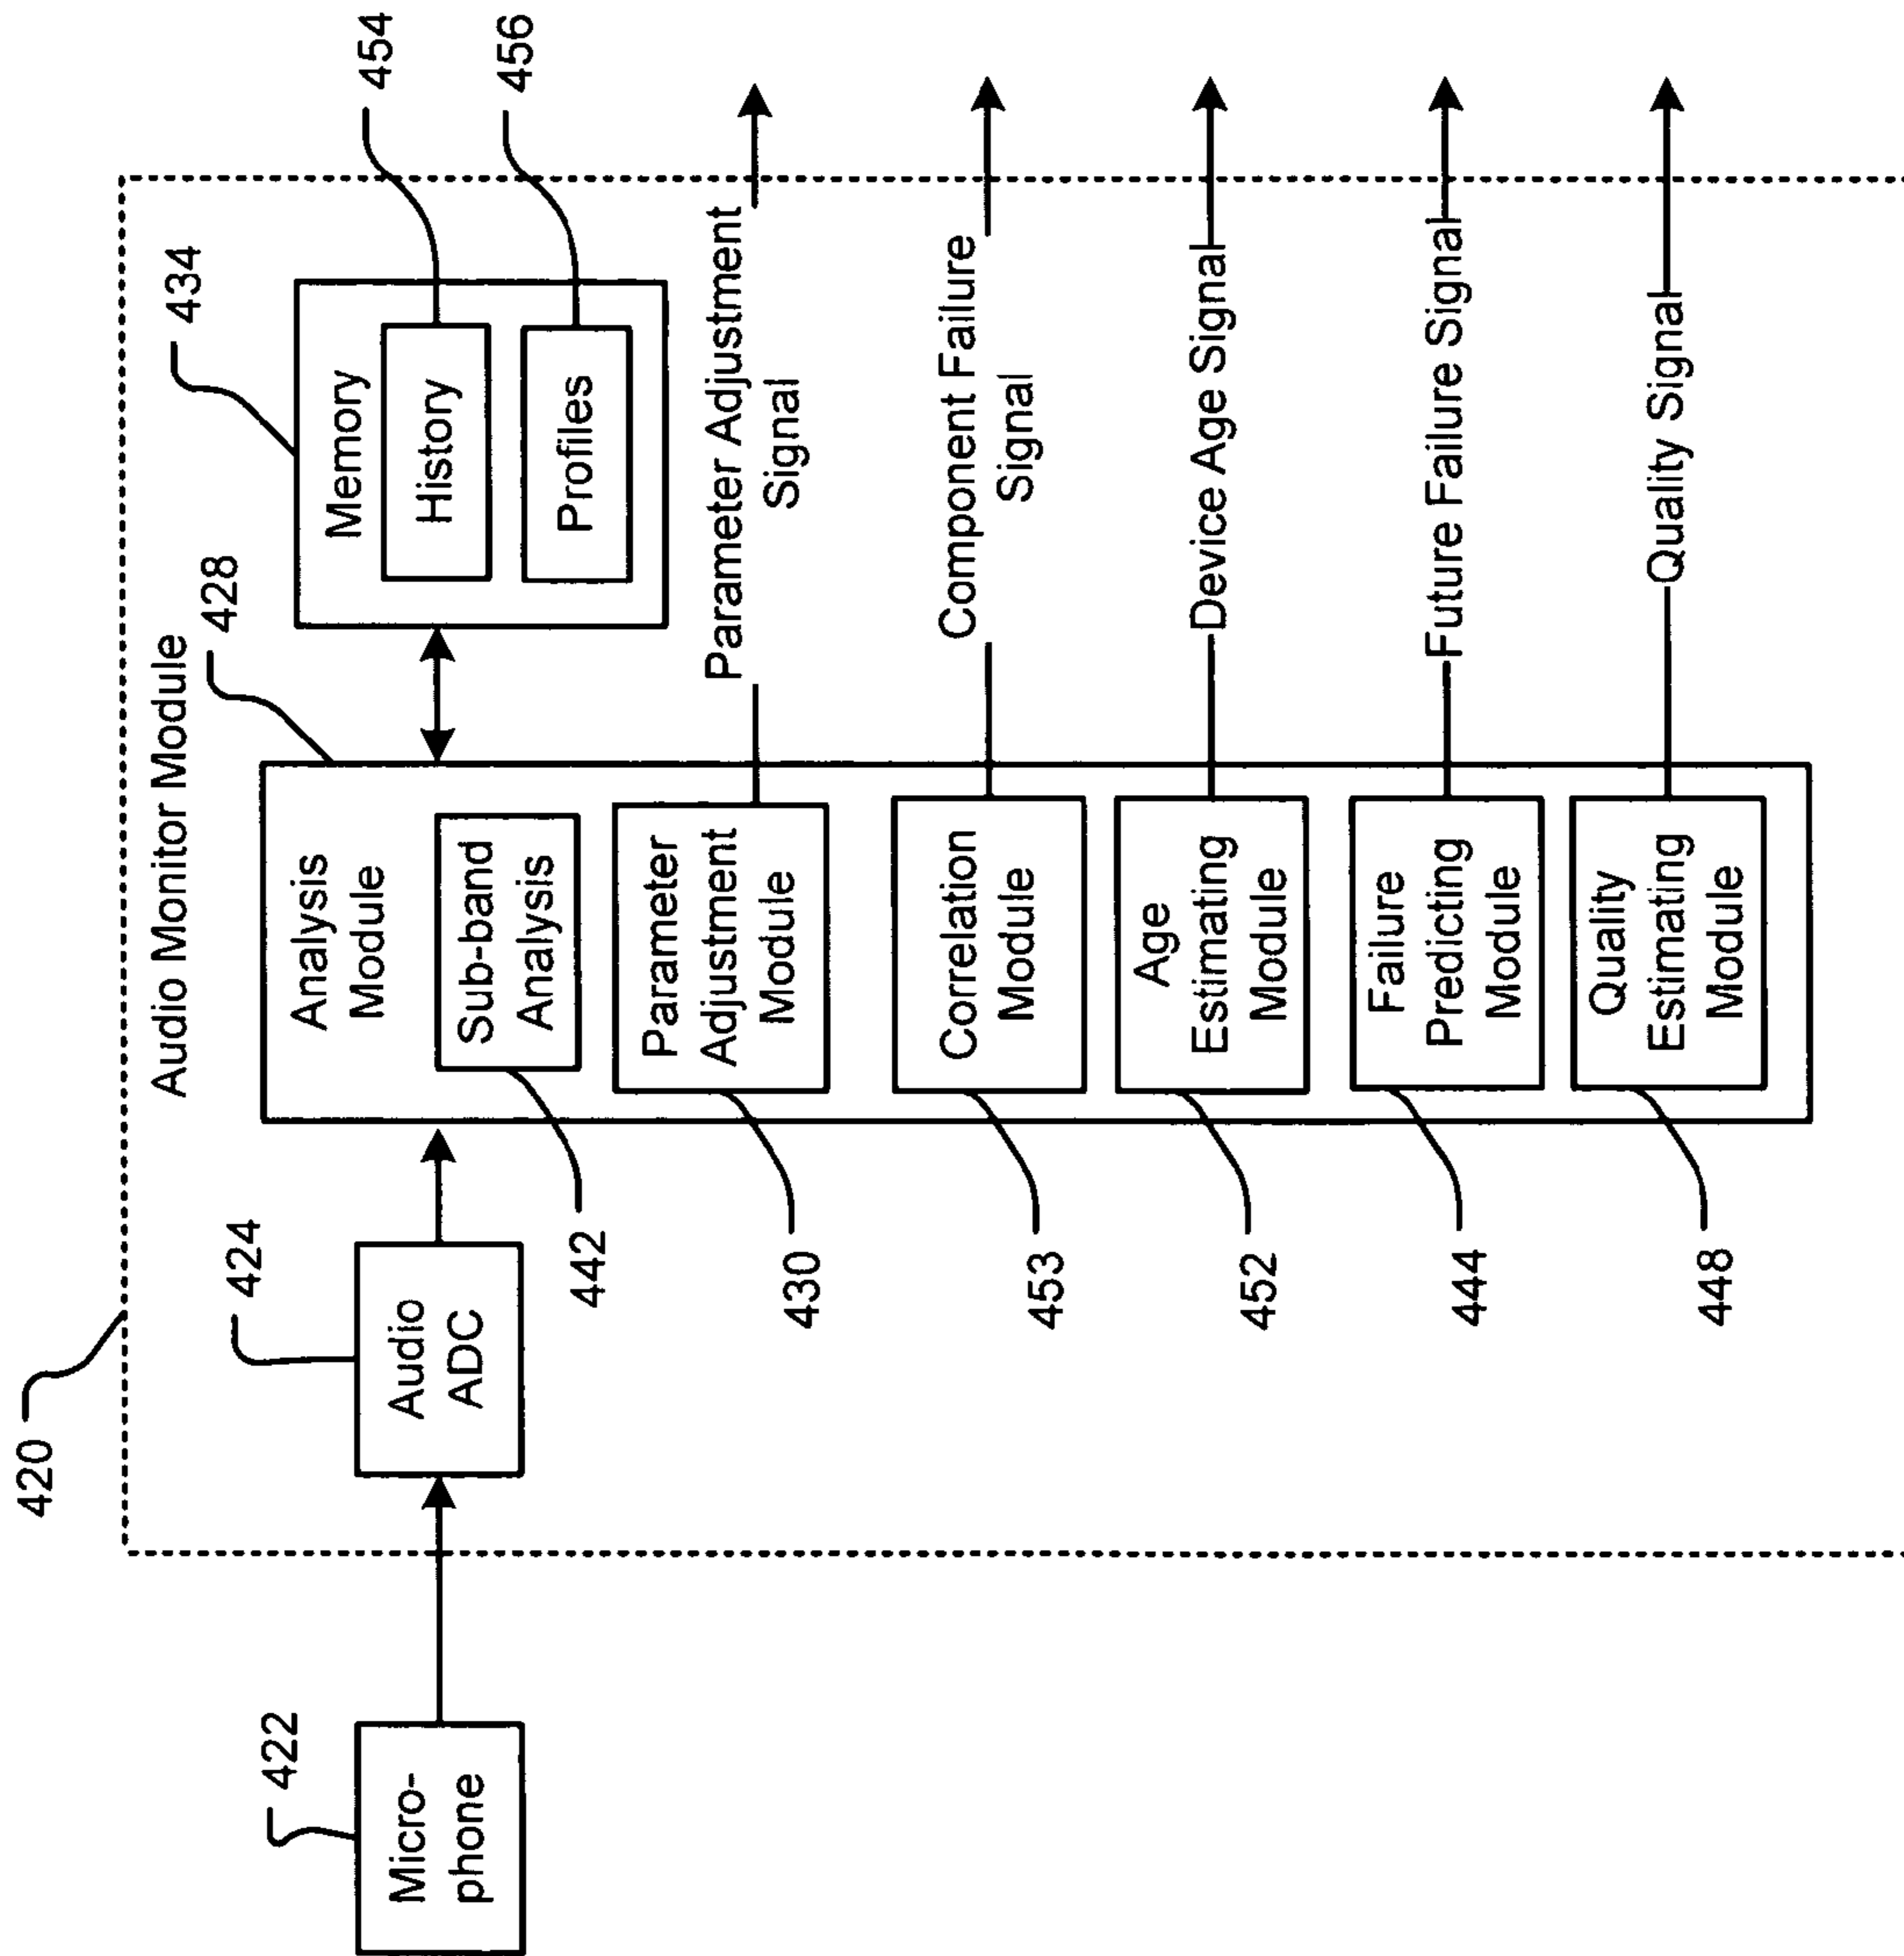 420
Audio Monitor Module
422
Micro-
phone
424
Audio
ADC
428
Analysis
Module
Sub-band
Analysis
442
Parameter
Adjustment
Module
430
Correlation
Module
453
Age
Estimating
Module
452
Failure
Predicting
Module
444
Quality
Estimating
Module
448
434
Memory
History
454
Profiles
456
Parameter Adjustment
Signal
Component Failure
Signal
Device Age Signal
Future Failure Signal
Quality Signal